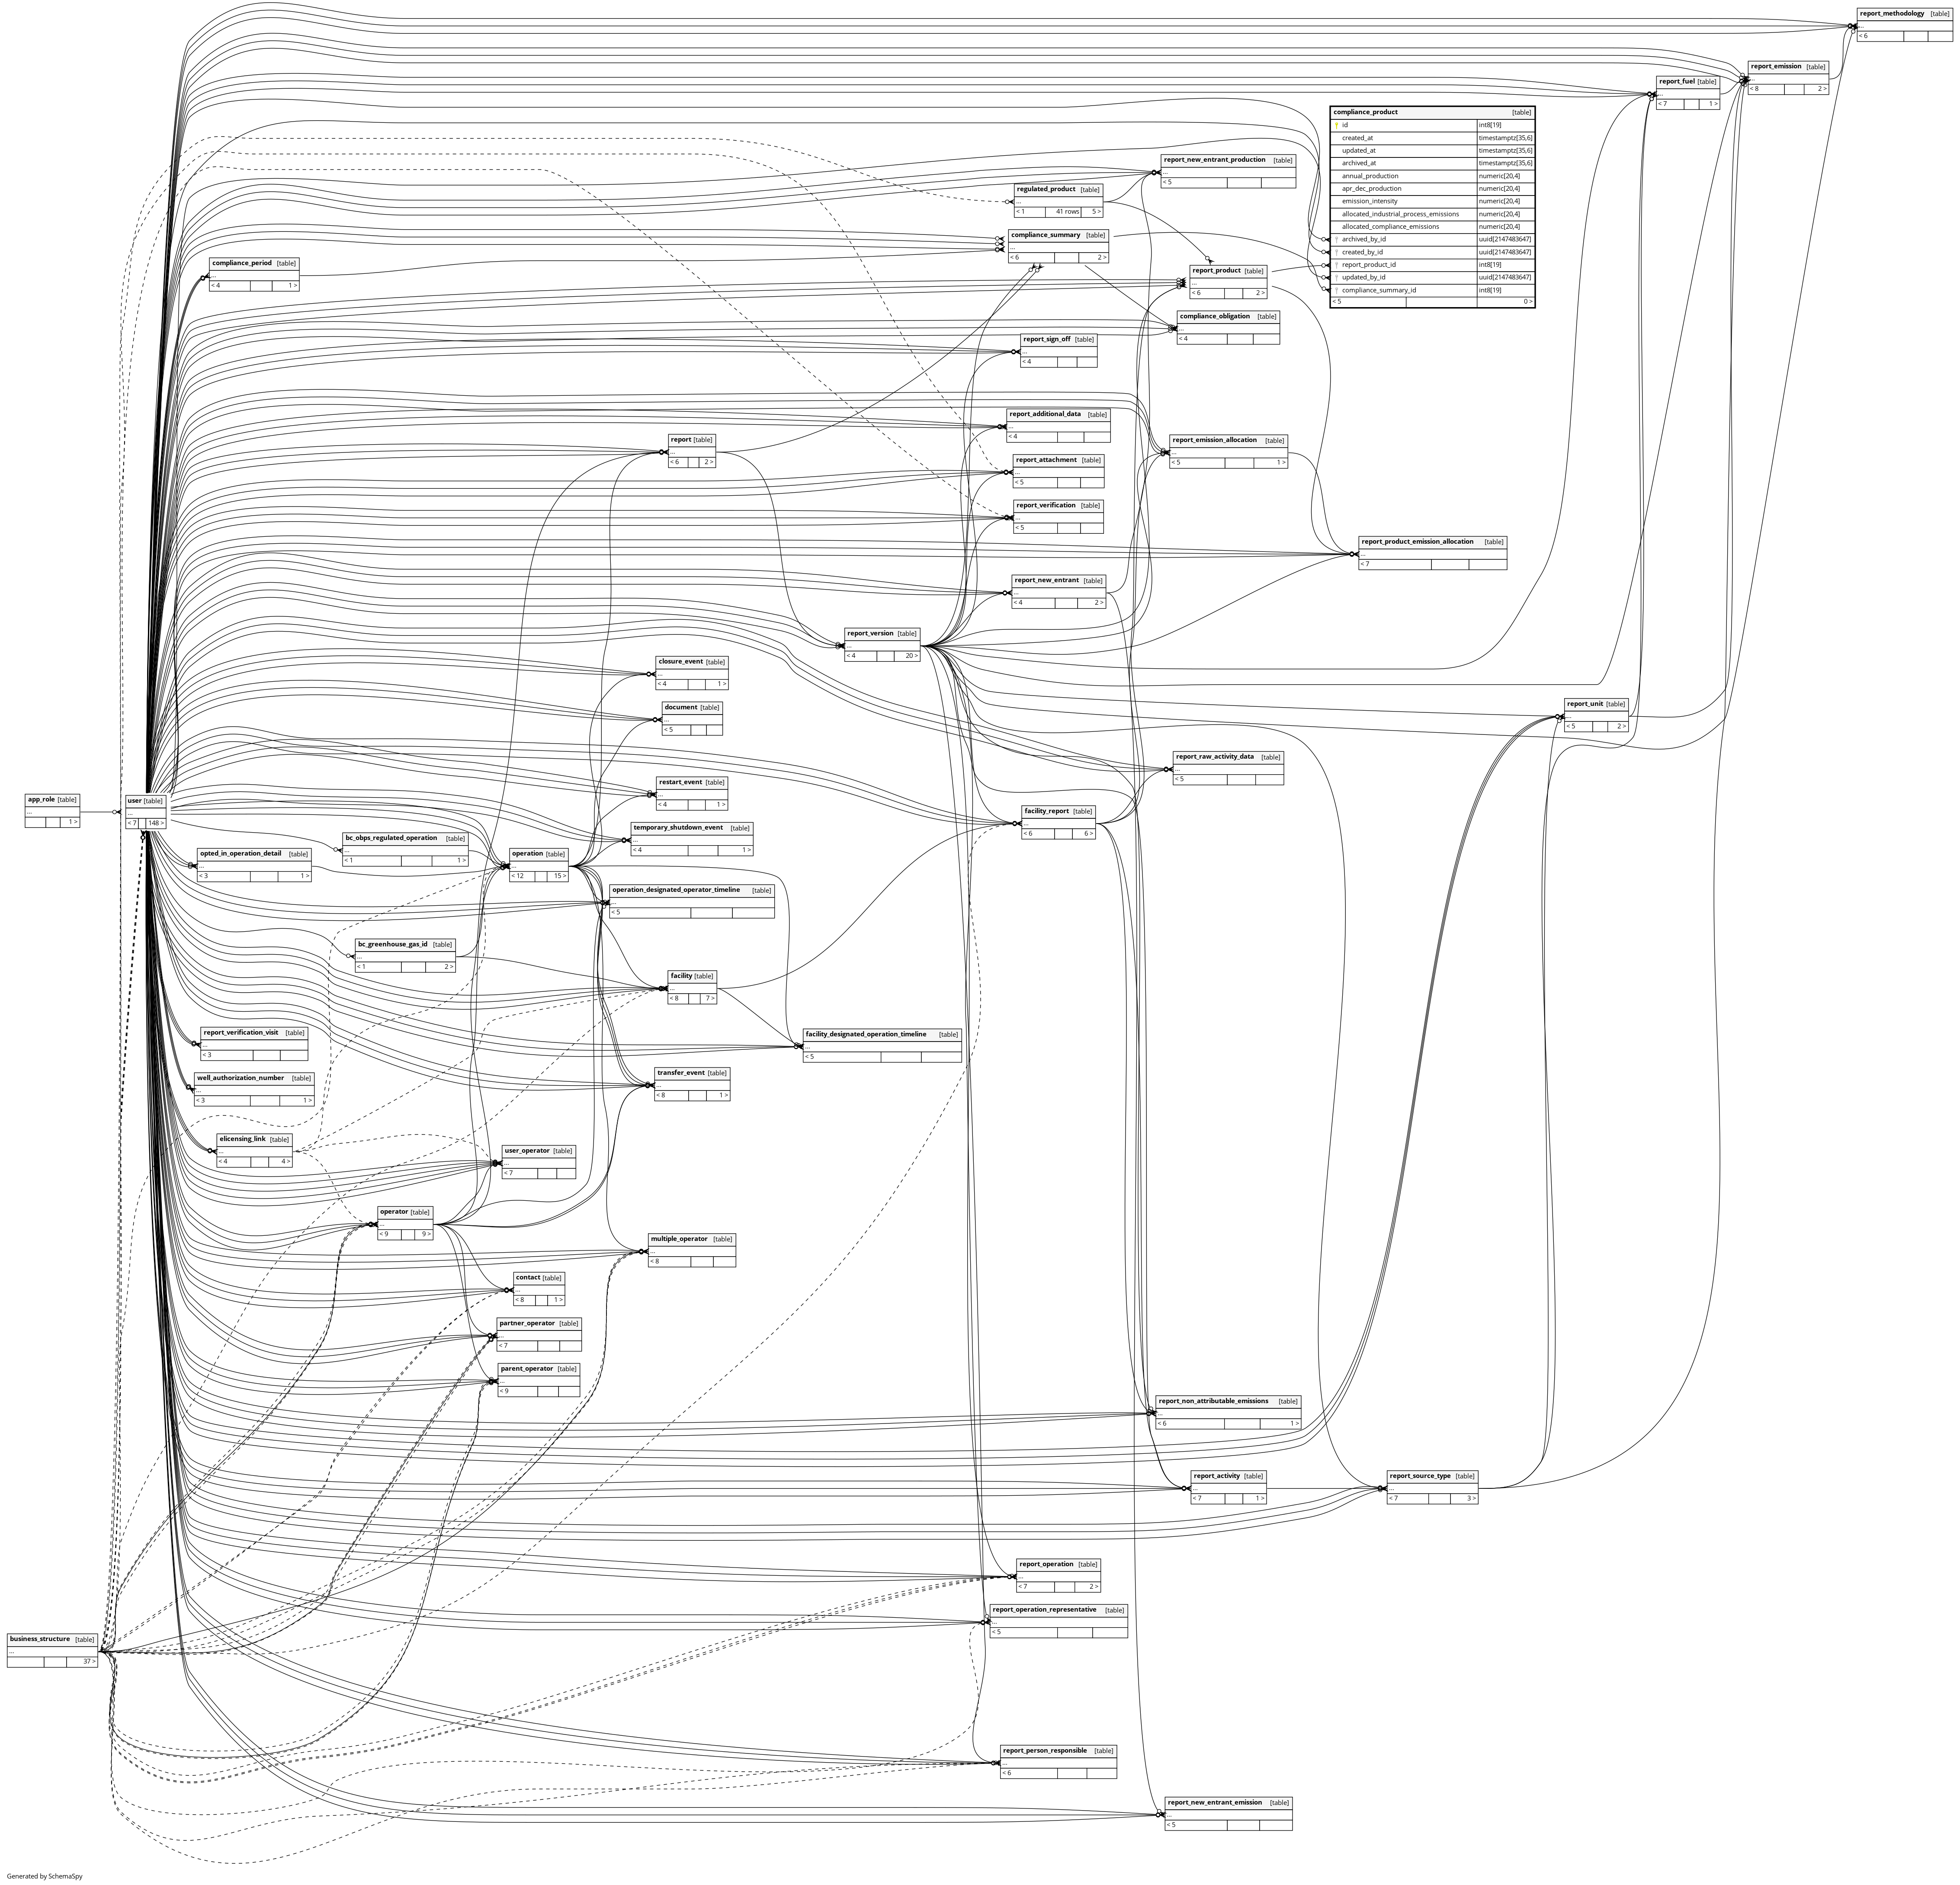 report_methodology [table]
...
< 6
report_emission [table]
...
< 8 2 >
report_fuel [table]
...
< 7 1 >
compliance_product [table]
id int8[19]
created_at timestamptz[35,6]
updated_at timestamptz[35,6]
archived_at timestamptz[35,6]
annual_production numeric[20,4]
apr_dec_production numeric[20,4]
emission_intensity numeric[20,4]
allocated_industrial_process_emissions numeric[20,4]
allocated_compliance_emissions numeric[20,4]
archived_by_id uuid[2147483647]
created_by_id uuid[2147483647]
report_product_id int8[19]
updated_by_id uuid[2147483647]
compliance_summary_id int8[19]
< 5 0 >
report_new_entrant_production [table]
...
< 5
regulated_product [table]
...
< 1 41 rows 5 >
compliance_summary [table]
...
< 6 2 >
compliance_period [table]
...
< 4 1 >
report_product [table]
...
< 6 2 >
compliance_obligation [table]
...
< 4
report_sign_off [table]
...
< 4
report_additional_data [table]
...
< 4
report [table]
...
< 6 2 >
report_emission_allocation [table]
...
< 5 1 >
report_attachment [table]
...
< 5
report_verification [table]
...
< 5
report_product_emission_allocation [table]
...
< 7
report_new_entrant [table]
...
< 4 2 >
report_version [table]
...
< 4 20 >
closure_event [table]
...
< 4 1 >
document [table]
...
< 5
report_unit [table]
...
< 5 2 >
report_raw_activity_data [table]
...
< 5
restart_event [table]
...
< 4 1 >
app_role [table]
...
1 >
user [table]
...
< 7 148 >
facility_report [table]
...
< 6 6 >
temporary_shutdown_event [table]
...
< 4 1 >
bc_obps_regulated_operation [table]
...
< 1 1 >
opted_in_operation_detail [table]
...
< 3 1 >
operation [table]
...
< 12 15 >
operation_designated_operator_timeline [table]
...
< 5
bc_greenhouse_gas_id [table]
...
< 1 2 >
facility [table]
...
< 8 7 >
report_verification_visit [table]
...
< 3
facility_designated_operation_timeline [table]
...
< 5
well_authorization_number [table]
...
< 3 1 >
transfer_event [table]
...
< 8 1 >
elicensing_link [table]
...
< 4 4 >
user_operator [table]
...
< 7
operator [table]
...
< 9 9 >
multiple_operator [table]
...
< 8
contact [table]
...
< 8 1 >
partner_operator [table]
...
< 7
parent_operator [table]
...
< 9
report_non_attributable_emissions [table]
...
< 6 1 >
report_activity [table]
...
< 7 1 >
report_source_type [table]
...
< 7 3 >
report_operation [table]
...
< 7 2 >
report_operation_representative [table]
...
< 5
business_structure [table]
...
37 >
report_person_responsible [table]
...
< 6
report_new_entrant_emission [table]
...
< 5
Generated by SchemaSpy